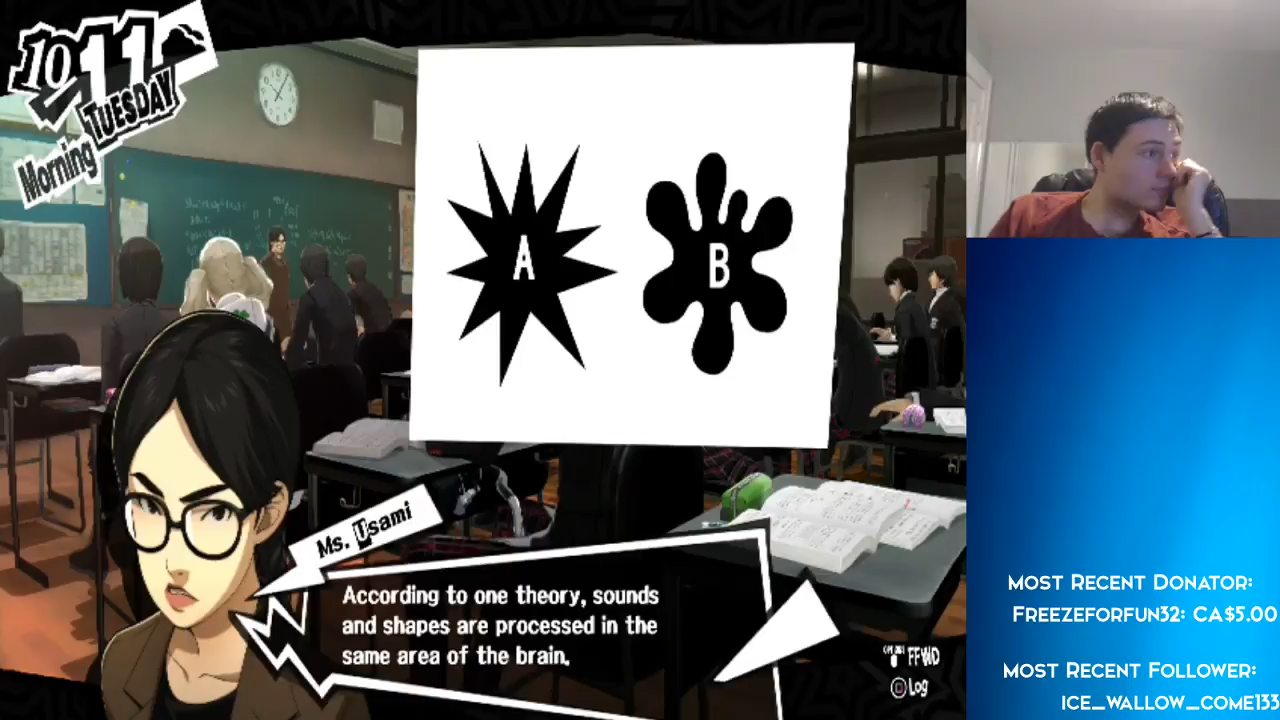 10/11
TUESDAY
Morning
A
B
Ms. Usami
According to one theory, sounds
and shapes are processed in the
same area of the brain.
OPTIONS FFWD
Log
MOST RECENT DONATOR:
FREEZEFORFUN32: CA$5.00
MOST RECENT FOLLOWER:
ICE_WALLOW_COME133